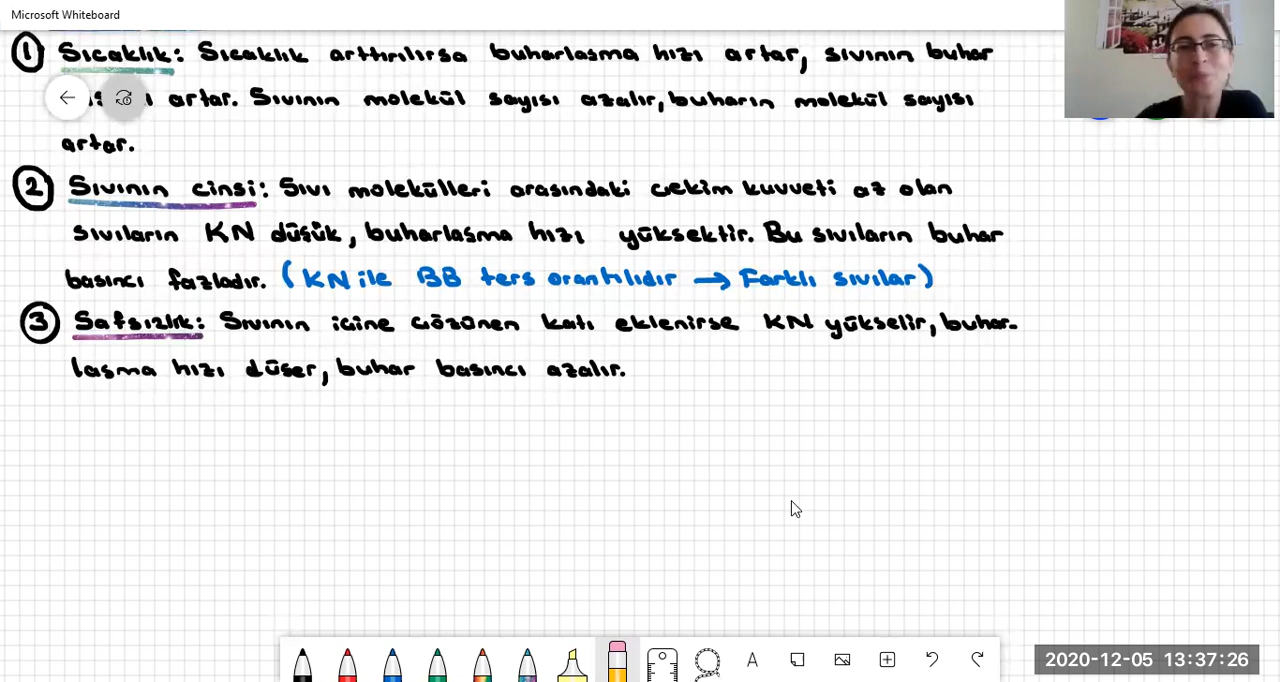 Microsoft Whiteboard
1 Sıcaklık: Sıcaklık arttırılırsa buharlaşma hızı artar, sıvının buhar
artar. Sıvının molekül sayısı azalır, buharın molekül sayısı
artar.
2 Sıvının cinsi: Sıvı molekülleri arasındaki çekim kuvveti az olan
sıvıların KN düşük, buharlaşma hızı yüksektir. Bu sıvıların buhar
basıncı fazladır. (KN ile BB ters orantılıdır → Farklı sıvılar)
3 Safsızlık: Sıvının içine çözünen katı eklenirse KN yükselir, buhar-
laşma hızı düşer, buhar basıncı azalır.
A
2020-12-05 13:37:26